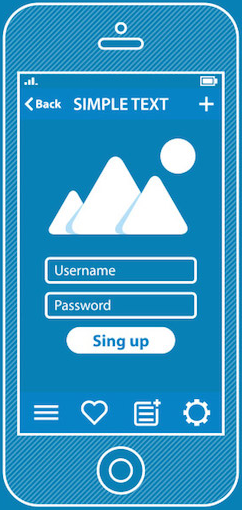 Back SIMPLE TEXT
Username
Password
Sing up